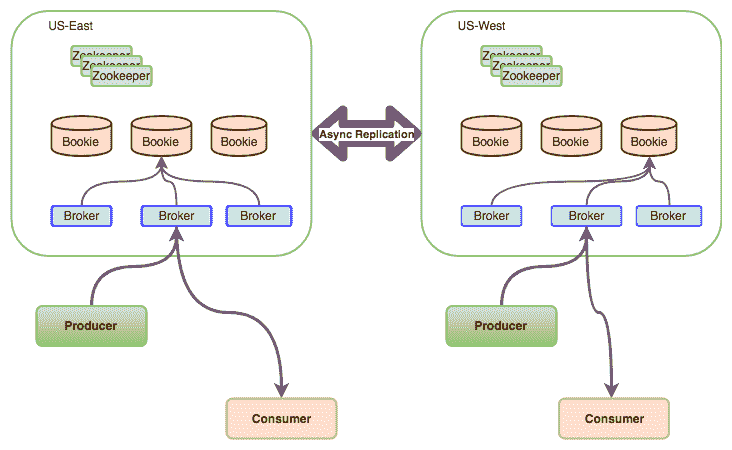 US-East
US-West
Zookeeper
Zookeeper
Zookeeper
Zookeeper
Zookeeper
Zookeeper
Bookie
Bookie
Bookie
Async Replication
Bookie
Bookie
Bookie
Broker
Broker
Broker
Broker
Broker
Broker
Producer
Producer
Consumer
Consumer